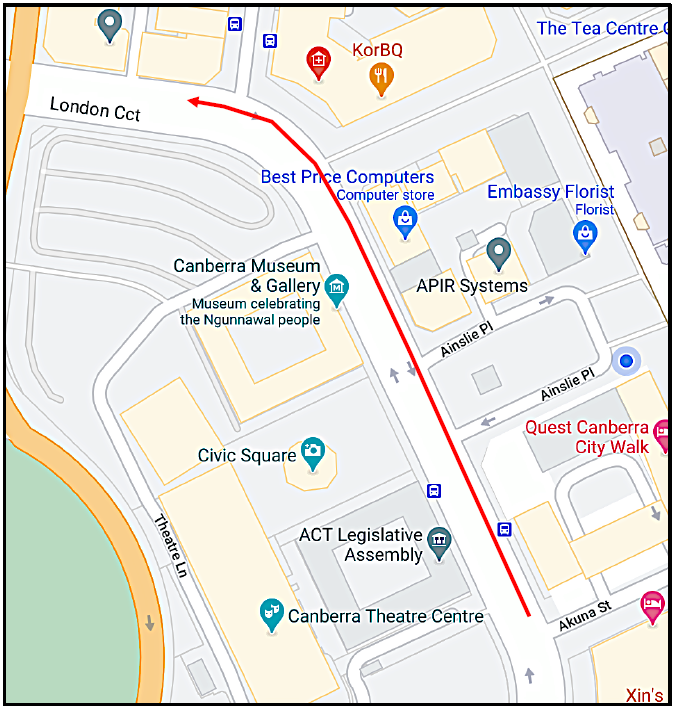 The Tea Centre C
KorBQ
London Cct
Best Price Computers
Computer store
Embassy Florist
Florist
Canberra Museum
& Gallery
Museum celebrating
the Ngunnawal people
APIR Systems
Ainslie Pl
Ainslie Pl
Quest Canberra
City Walk
Civic Square
ACT Legislative
Assembly
Theatre Ln
Canberra Theatre Centre
Akuna St
Xin's